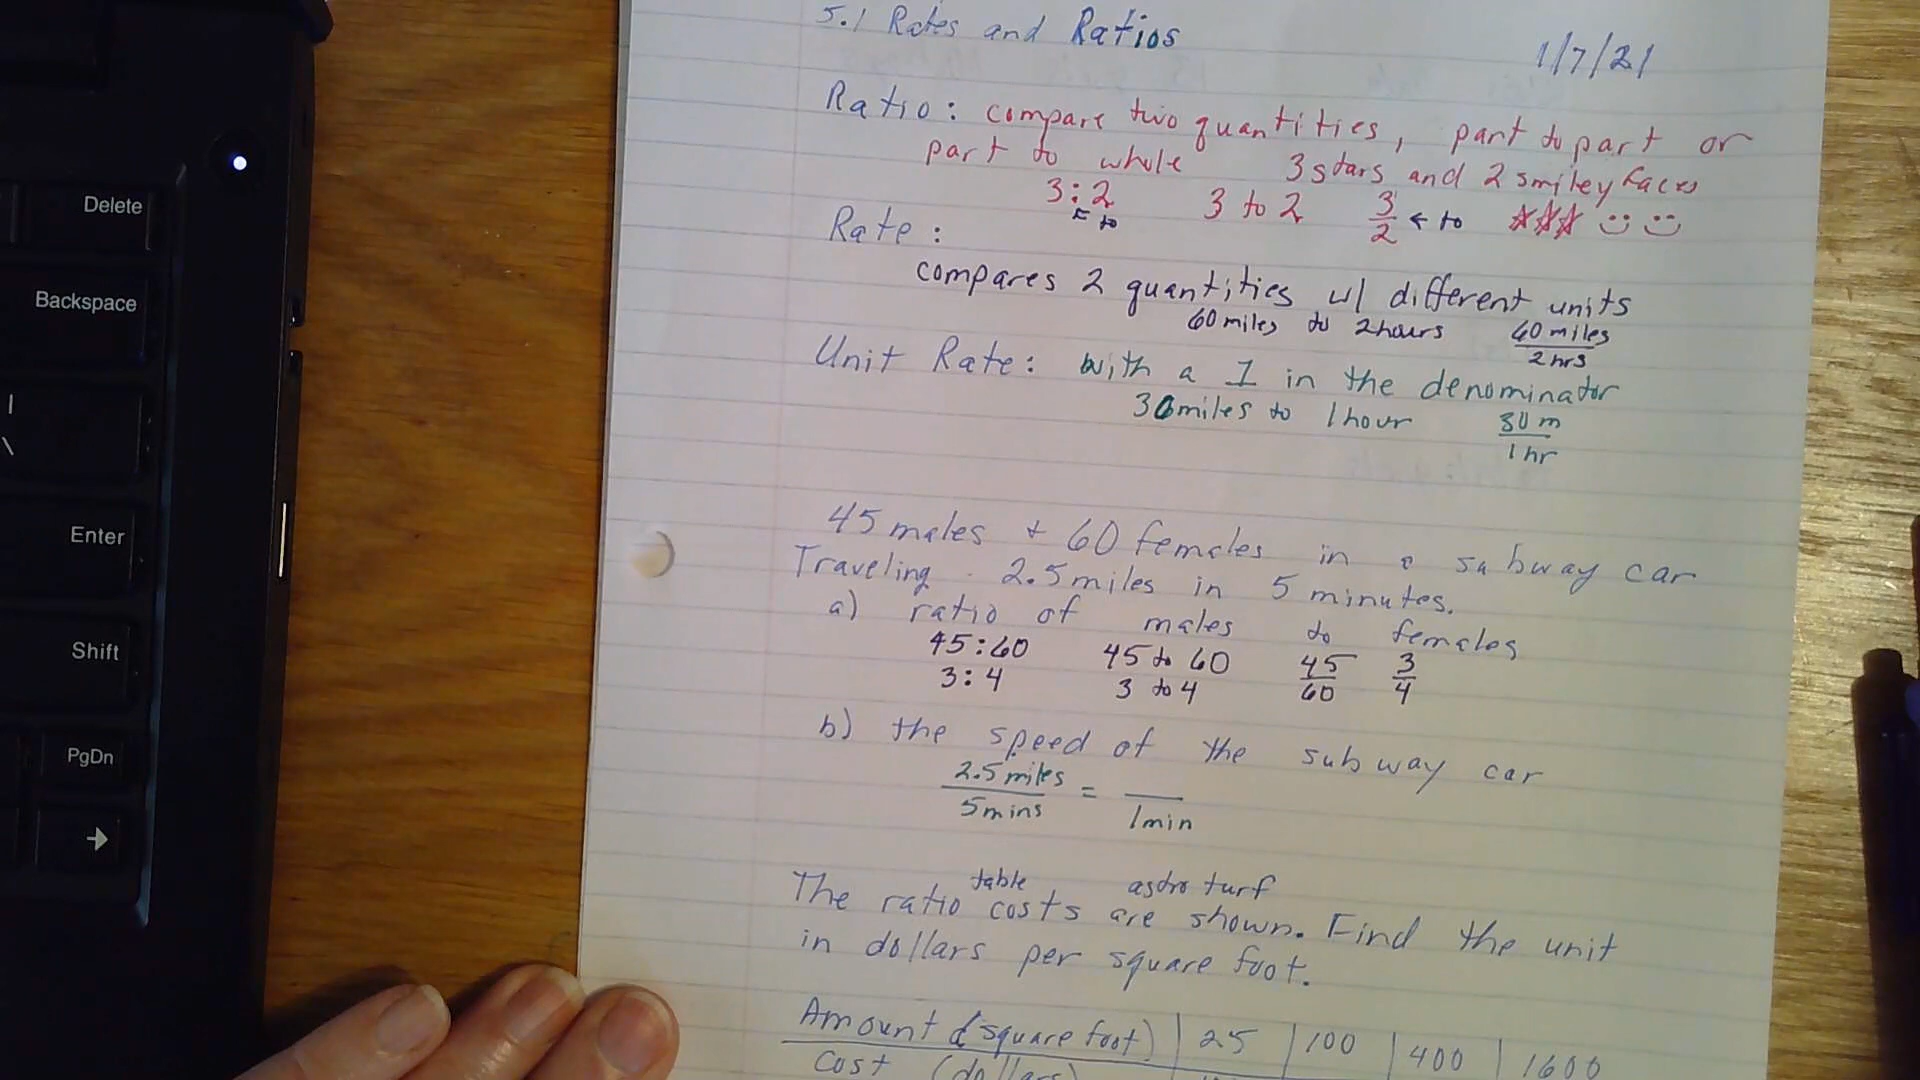 Delete
Backspace
|
\
Enter
Shift
PgDn
→
5.1 Rates and Ratios
1/7/21
Ratio: compare two quantities, part to part or
part to whole 3 stars and 2 smiley faces
3:2 3 to 2 3/2 ← to ☆☆☆ ☺☺
to
Rate:
compares 2 quantities w/ different units
60 miles to 2 hours 60 miles/2 hrs
Unit Rate: with a 1 in the denominator
30 miles to 1 hour 30 m/1 hr
45 males + 60 females in a subway car
Traveling 2.5 miles in 5 minutes.
a) ratio of males to females
45:60 45 to 60 45/60 3/4
3:4 3 to 4
b) the speed of the subway car
2.5 miles/5 mins = __/1 min
table astro turf
The ratio costs are shown. Find the unit
in dollars per square foot.
Amount (square foot) | 25 | 100 | 400 | 1600
Cost (dollars)